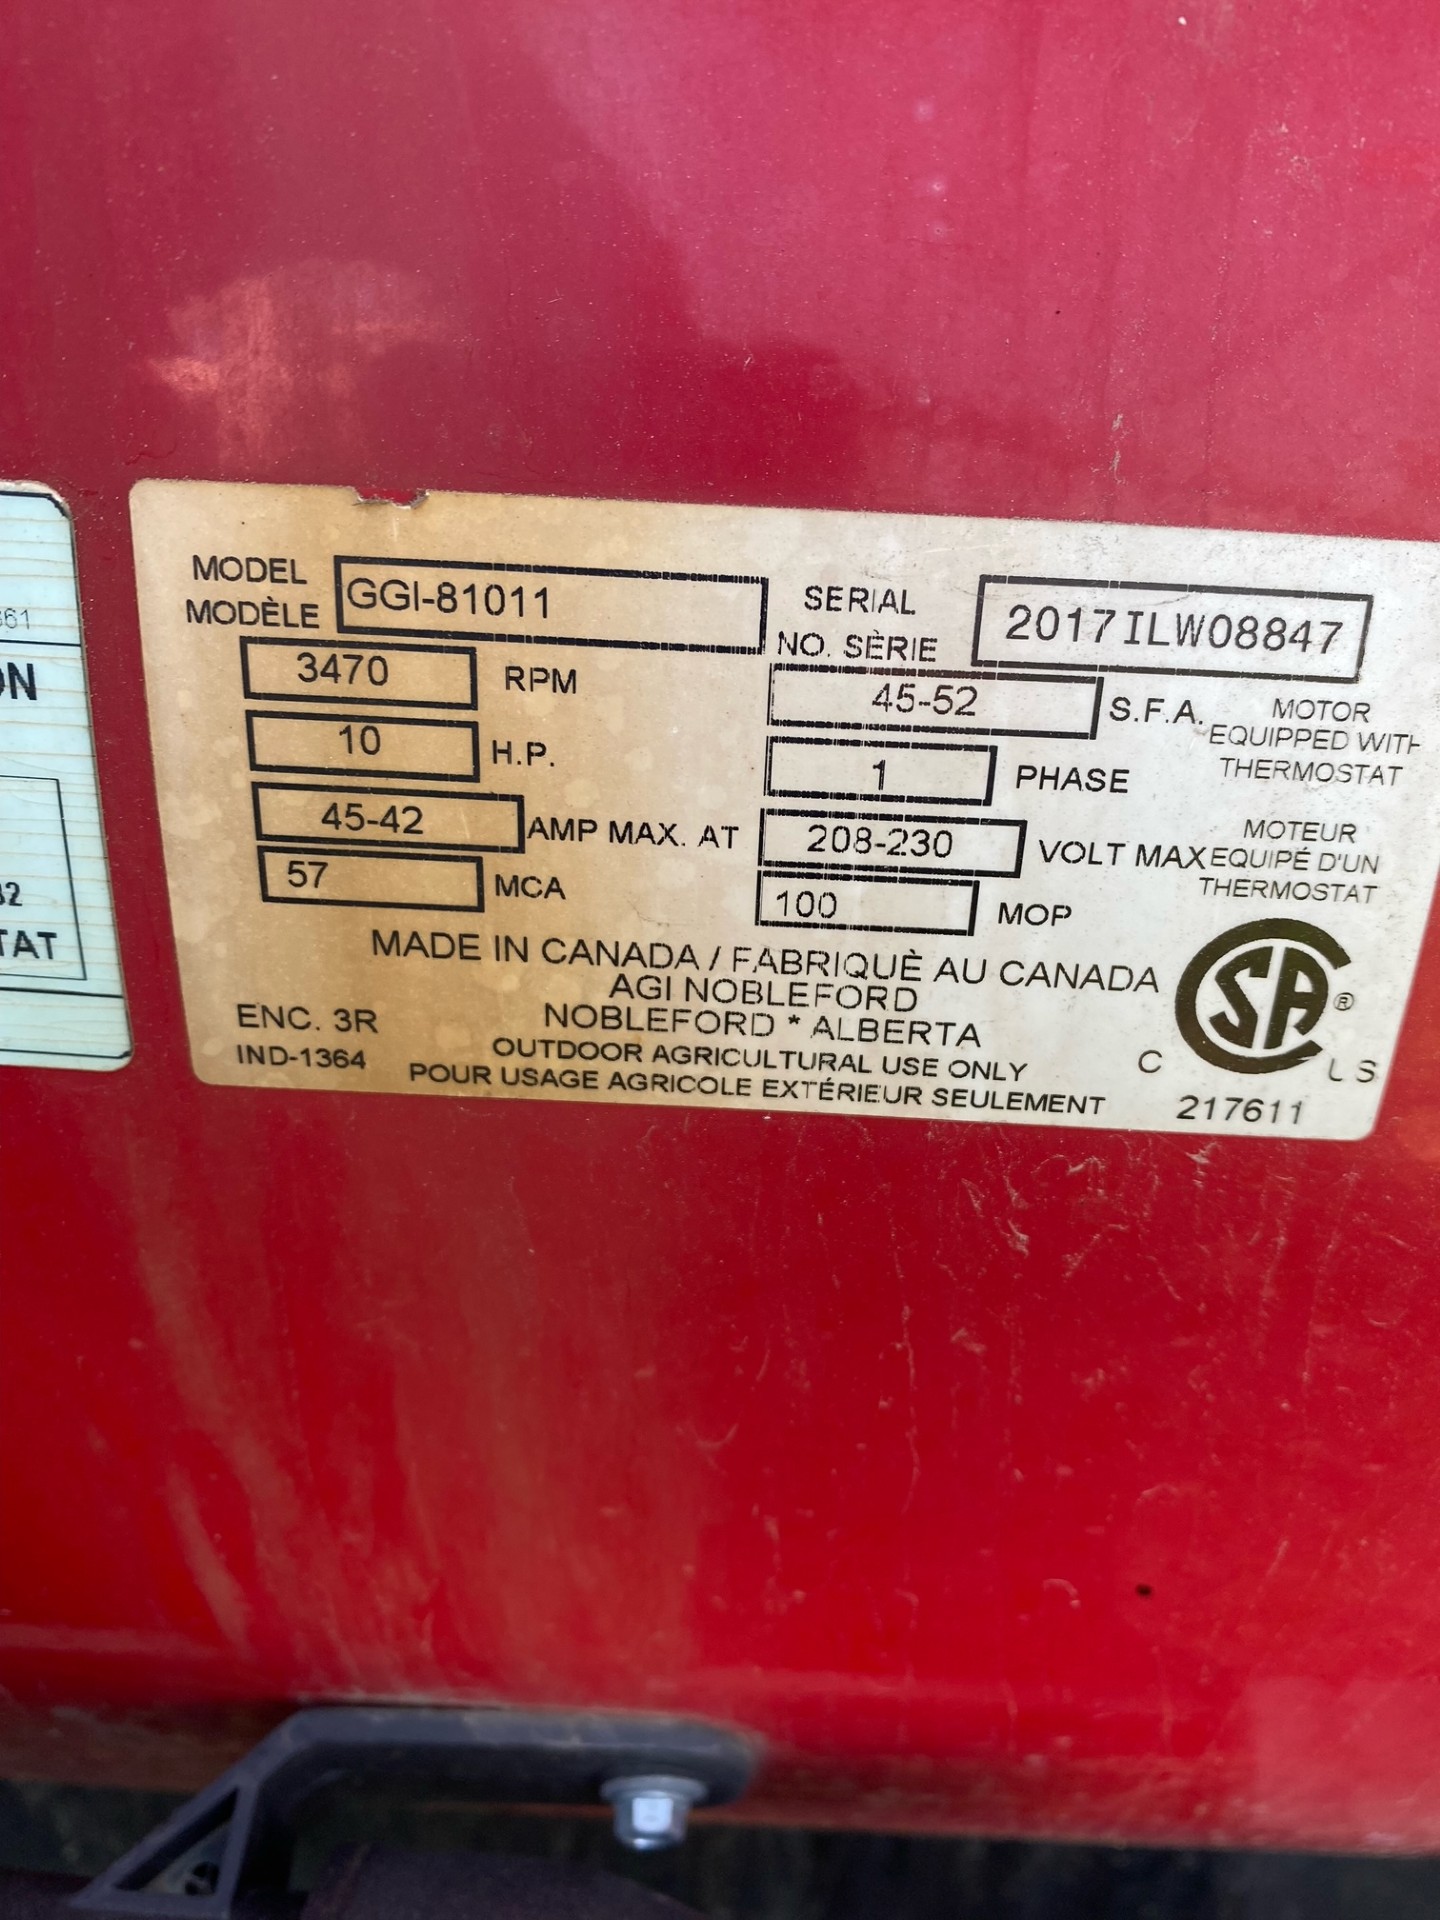 361
ON
32
TAT
MODEL
MODÈLE
GGI-81011
SERIAL
NO. SÈRIE
2017ILW08847
3470 RPM
45-52 S.F.A.
10 H.P.
1 PHASE
MOTOR
EQUIPPED WITH
THERMOSTAT
45-42 AMP MAX. AT 208-230 VOLT MAX
57 MCA
100 MOP
MOTEUR
EQUIPÉ D'UN
THERMOSTAT
MADE IN CANADA / FABRIQUÈ AU CANADA
AGI NOBLEFORD
NOBLEFORD * ALBERTA
ENC. 3R
IND-1364
OUTDOOR AGRICULTURAL USE ONLY
POUR USAGE AGRICOLE EXTÉRIEUR SEULEMENT
C SA ® US
217611